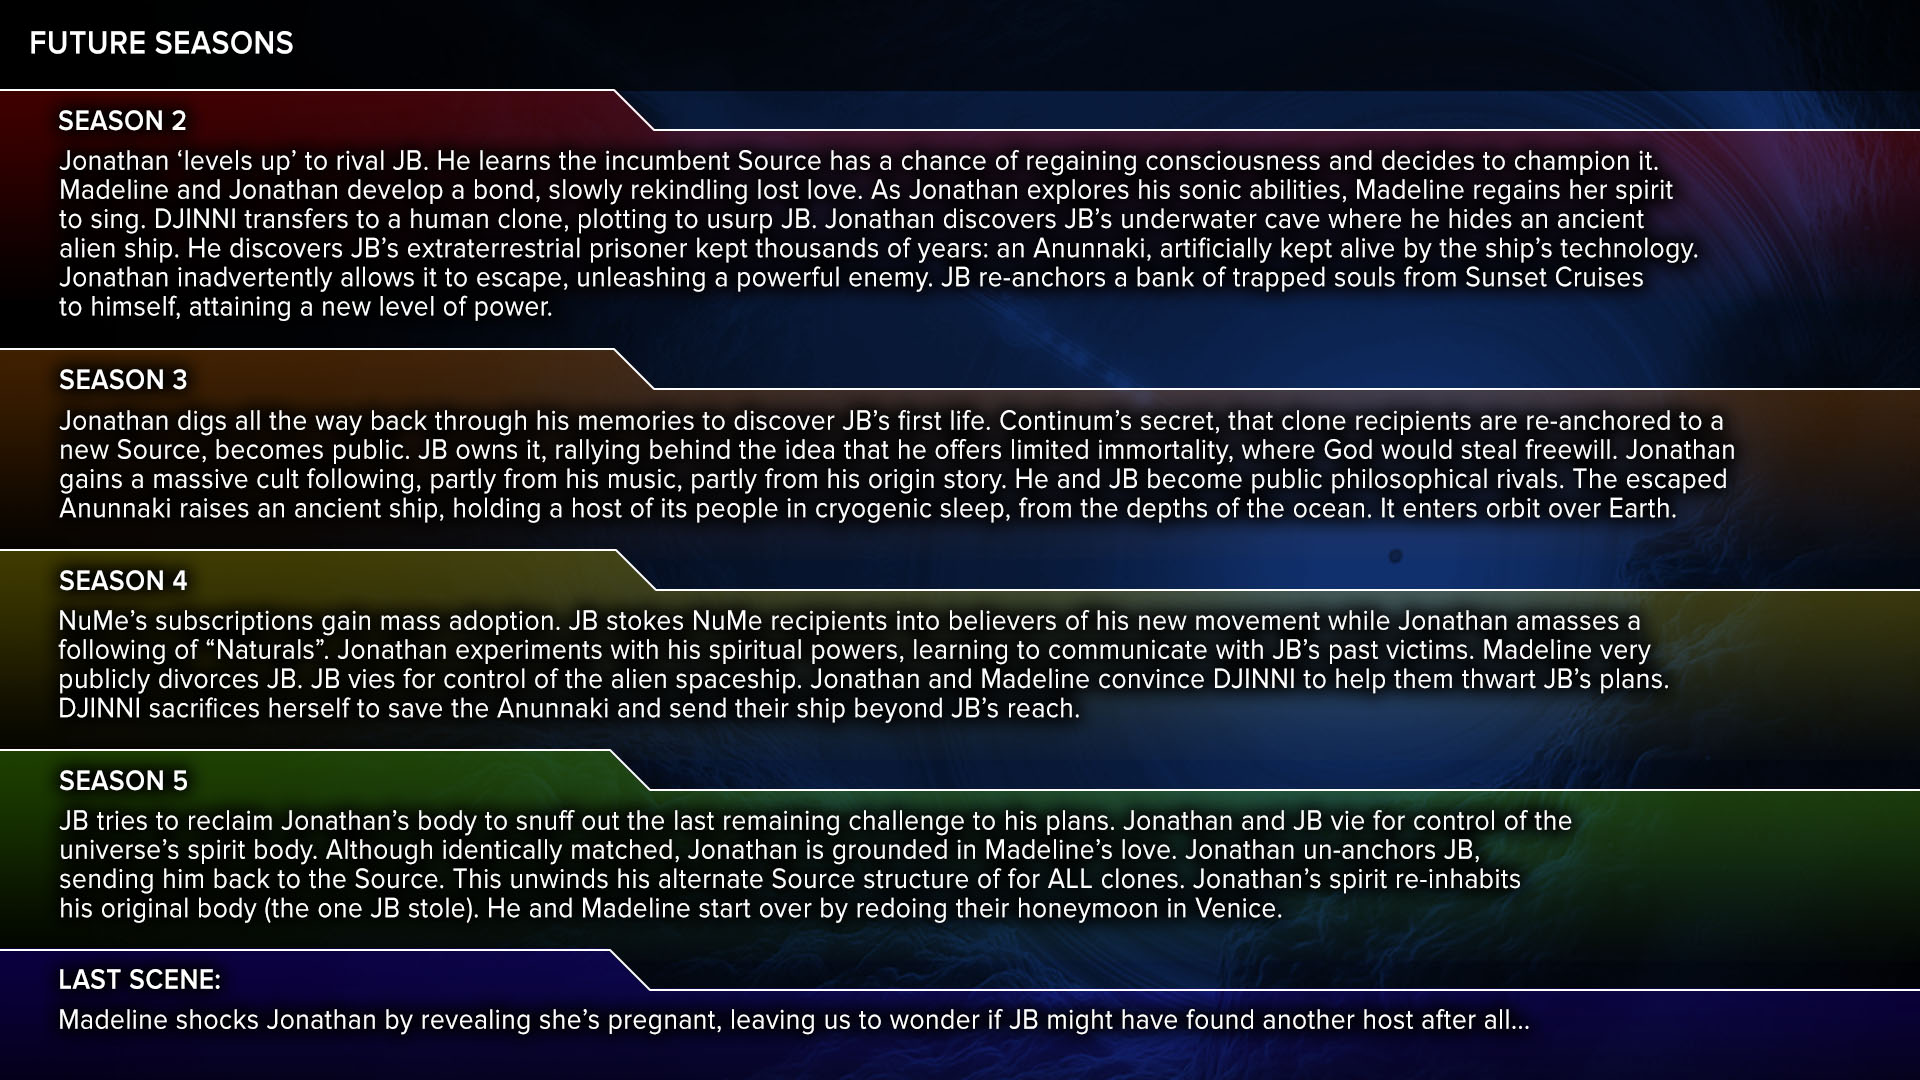 FUTURE SEASONS
SEASON 2
Jonathan ‘levels up’ to rival JB. He learns the incumbent Source has a chance of regaining consciousness and decides to champion it.
Madeline and Jonathan develop a bond, slowly rekindling lost love. As Jonathan explores his sonic abilities, Madeline regains her spirit
to sing. DJINNI transfers to a human clone, plotting to usurp JB. Jonathan discovers JB’s underwater cave where he hides an ancient
alien ship. He discovers JB’s extraterrestrial prisoner kept thousands of years: an Anunnaki, artificially kept alive by the ship’s technology.
Jonathan inadvertently allows it to escape, unleashing a powerful enemy. JB re-anchors a bank of trapped souls from Sunset Cruises
to himself, attaining a new level of power.
SEASON 3
Jonathan digs all the way back through his memories to discover JB’s first life. Continum’s secret, that clone recipients are re-anchored to a
new Source, becomes public. JB owns it, rallying behind the idea that he offers limited immortality, where God would steal freewill. Jonathan
gains a massive cult following, partly from his music, partly from his origin story. He and JB become public philosophical rivals. The escaped
Anunnaki raises an ancient ship, holding a host of its people in cryogenic sleep, from the depths of the ocean. It enters orbit over Earth.
SEASON 4
NuMe’s subscriptions gain mass adoption. JB stokes NuMe recipients into believers of his new movement while Jonathan amasses a
following of “Naturals”. Jonathan experiments with his spiritual powers, learning to communicate with JB’s past victims. Madeline very
publicly divorces JB. JB vies for control of the alien spaceship. Jonathan and Madeline convince DJINNI to help them thwart JB’s plans.
DJINNI sacrifices herself to save the Anunnaki and send their ship beyond JB’s reach.
SEASON 5
JB tries to reclaim Jonathan’s body to snuff out the last remaining challenge to his plans. Jonathan and JB vie for control of the
universe’s spirit body. Although identically matched, Jonathan is grounded in Madeline’s love. Jonathan un-anchors JB,
sending him back to the Source. This unwinds his alternate Source structure of for ALL clones. Jonathan’s spirit re-inhabits
his original body (the one JB stole). He and Madeline start over by redoing their honeymoon in Venice.
LAST SCENE:
Madeline shocks Jonathan by revealing she’s pregnant, leaving us to wonder if JB might have found another host after all...